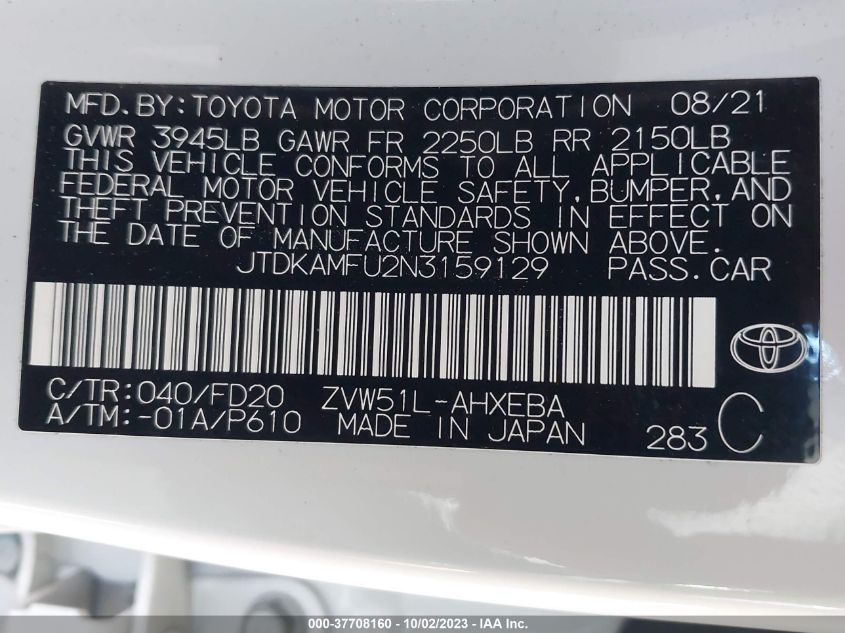 MFD.BY:TOYOTA MOTOR CORPORATION 08/21
GVWR 3945LB GAWR FR 2250LB RR 2150LB
THIS VEHICLE CONFORMS TO ALL APPLICABLE
FEDERAL MOTOR VEHICLE SAFETY,BUMPER,AND
THEFT PREVENTION STANDARDS IN EFFECT ON
THE DATE OF MANUFACTURE SHOWN ABOVE.
JTDKAMFU2N3159129 PASS.CAR
C/TR:040/FD20 ZVW51L-AHXEBA
A/TM:-01A/P610 MADE IN JAPAN 283 C
000-37708160 - 10/02/2023 - IAA Inc.